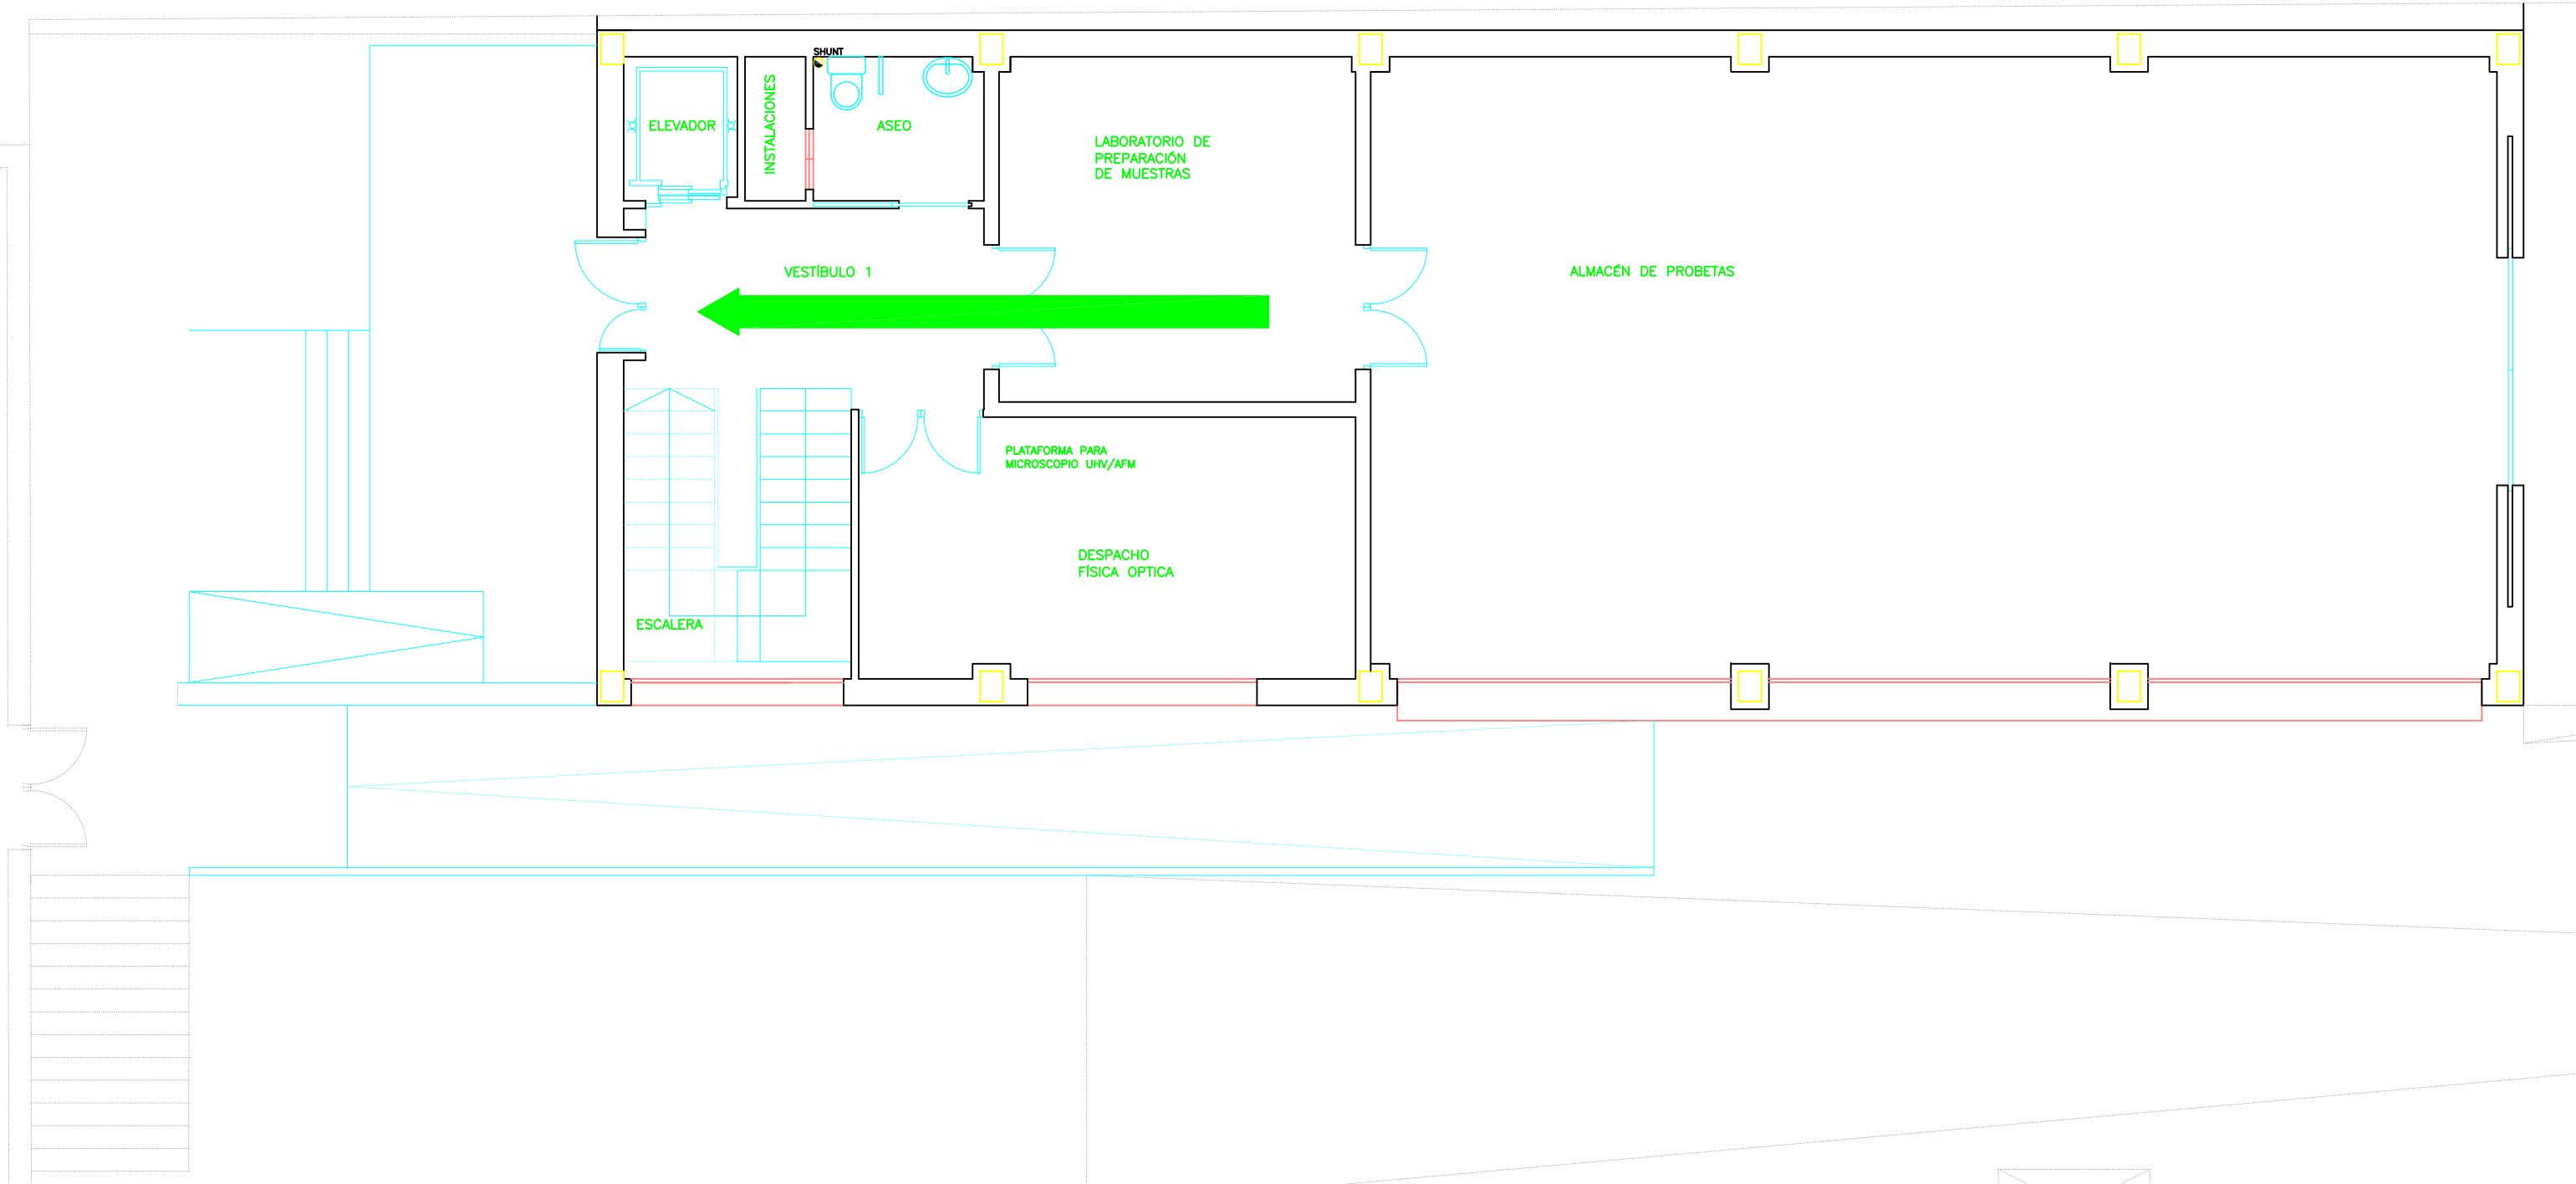 SHUNT
ELEVADOR
INSTALACIONES
ASEO
LABORATORIO DE
PREPARACIÓN
DE MUESTRAS
VESTÍBULO 1
ALMACÉN DE PROBETAS
PLATAFORMA PARA
MICROSCOPIO UHV/AFM
DESPACHO
FÍSICA OPTICA
ESCALERA